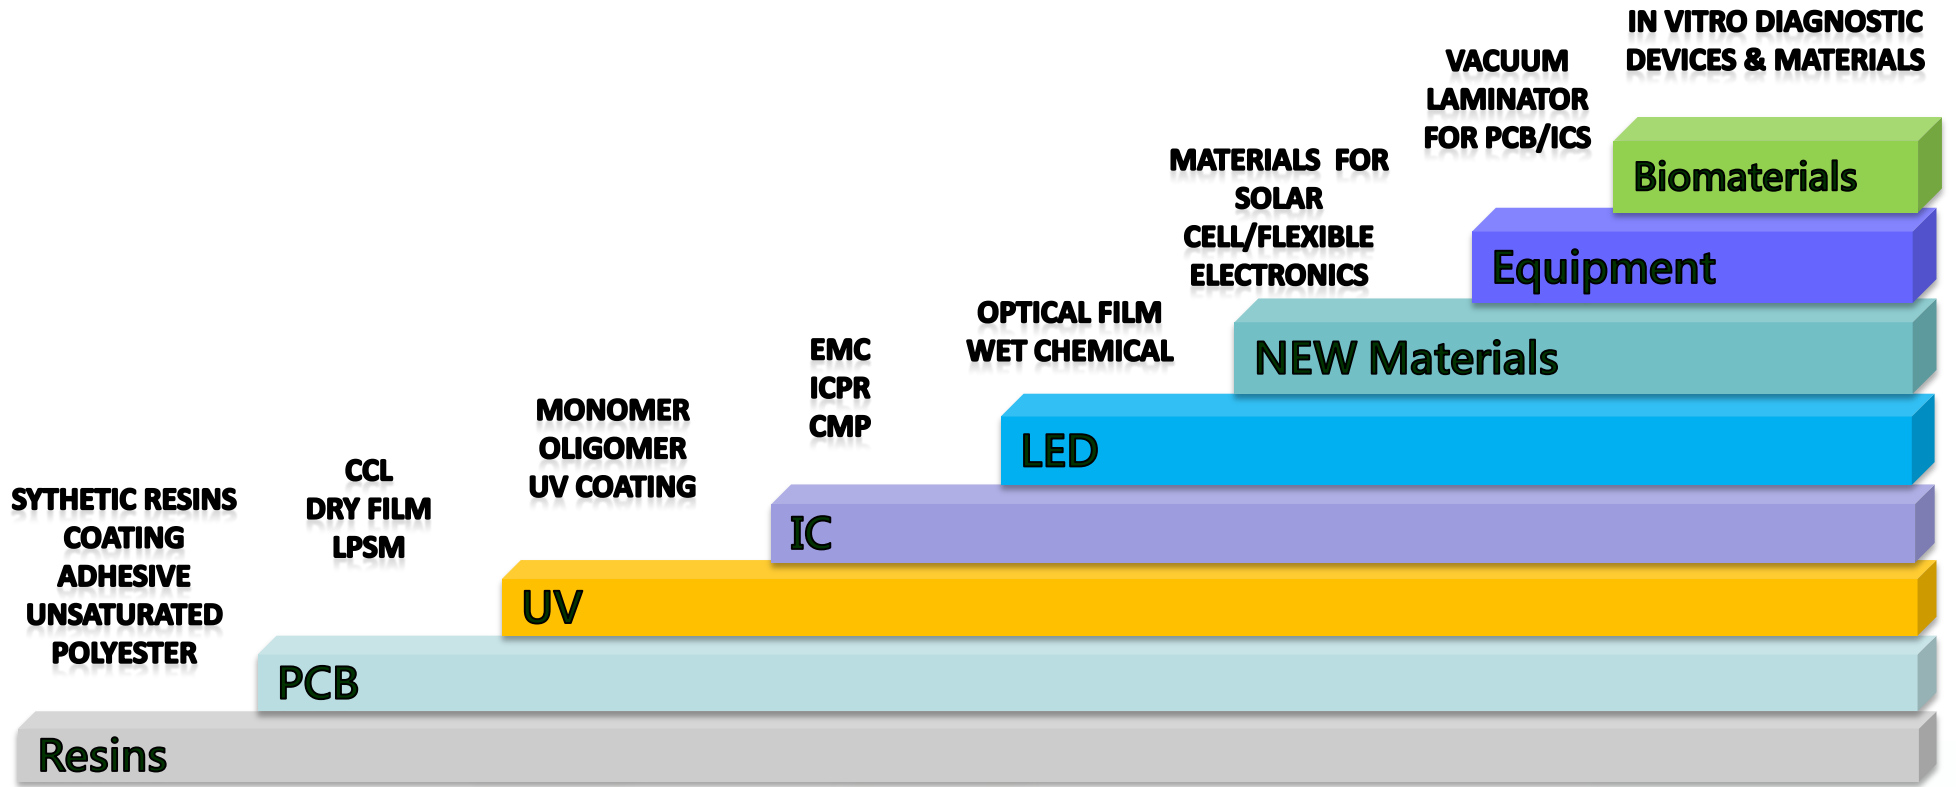 SYTHETIC RESINS
COATING
ADHESIVE
UNSATURATED
POLYESTER
Resins
CCL
DRY FILM
LPSM
PCB
MONOMER
OLIGOMER
UV COATING
UV
EMC
ICPR
CMP
IC
OPTICAL FILM
WET CHEMICAL
LED
MATERIALS FOR
SOLAR
CELL/FLEXIBLE
ELECTRONICS
NEW Materials
VACUUM
LAMINATOR
FOR PCB/ICS
Equipment
IN VITRO DIAGNOSTIC
DEVICES & MATERIALS
Biomaterials